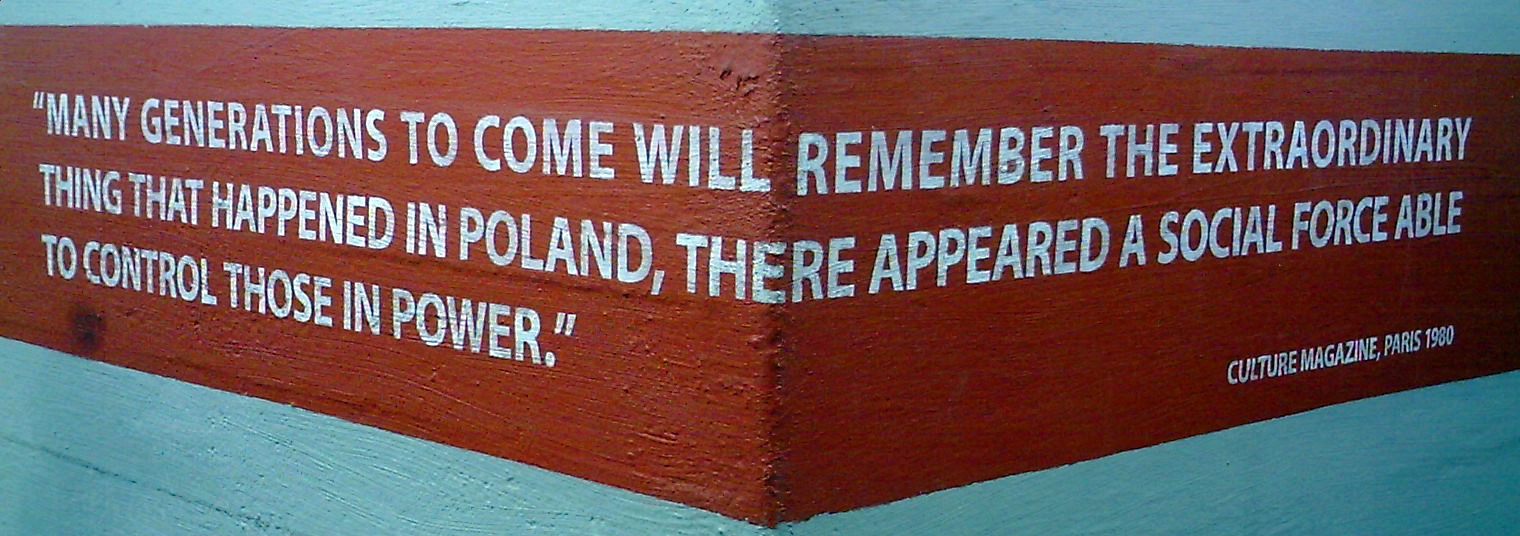 “MANY GENERATIONS TO COME WILL REMEMBER THE EXTRAORDINARY
THING THAT HAPPENED IN POLAND, THERE APPEARED A SOCIAL FORCE ABLE
TO CONTROL THOSE IN POWER.”
CULTURE MAGAZINE, PARIS 1980